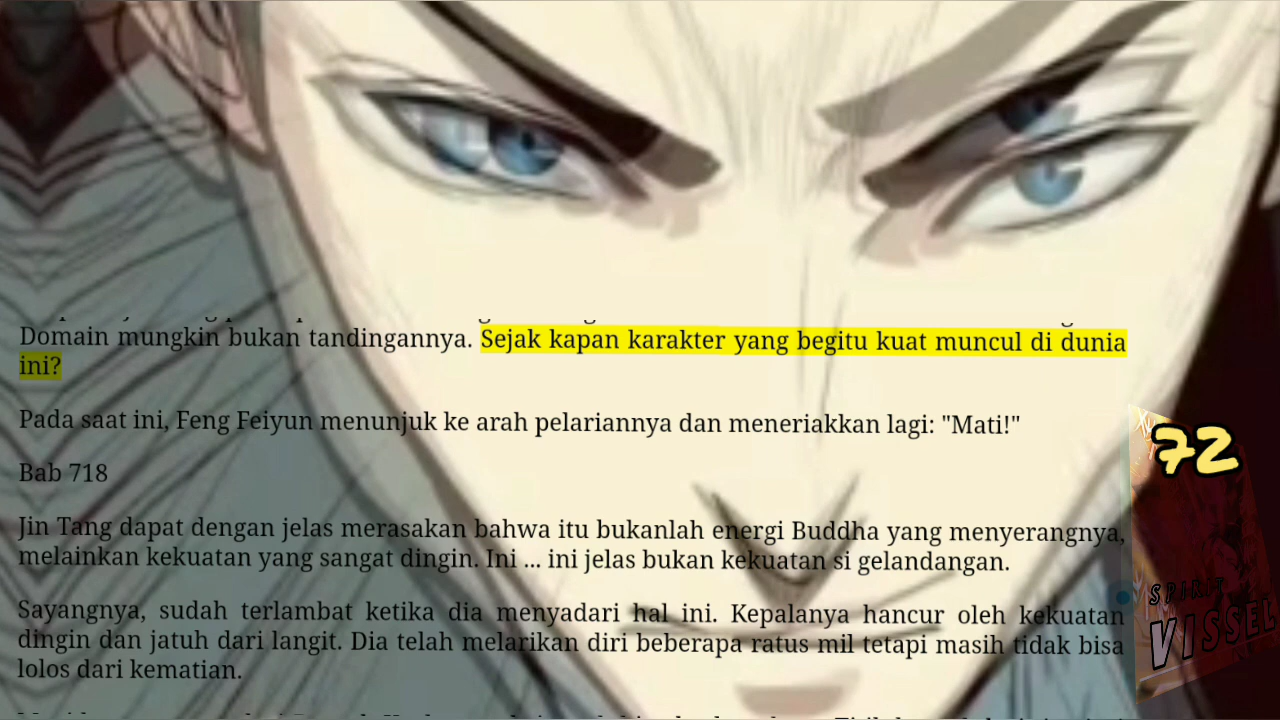 Domain mungkin bukan tandingannya. Sejak kapan karakter yang begitu kuat muncul di dunia
ini?
Pada saat ini, Feng Feiyun menunjuk ke arah pelariannya dan meneriakkan lagi: "Mati!"
Bab 718
Jin Tang dapat dengan jelas merasakan bahwa itu bukanlah energi Buddha yang menyerangnya,
melainkan kekuatan yang sangat dingin. Ini ... ini jelas bukan kekuatan si gelandangan.
Sayangnya, sudah terlambat ketika dia menyadari hal ini. Kepalanya hancur oleh kekuatan
dingin dan jatuh dari langit. Dia telah melarikan diri beberapa ratus mil tetapi masih tidak bisa
lolos dari kematian.
72
SPIRIT
VISSEL